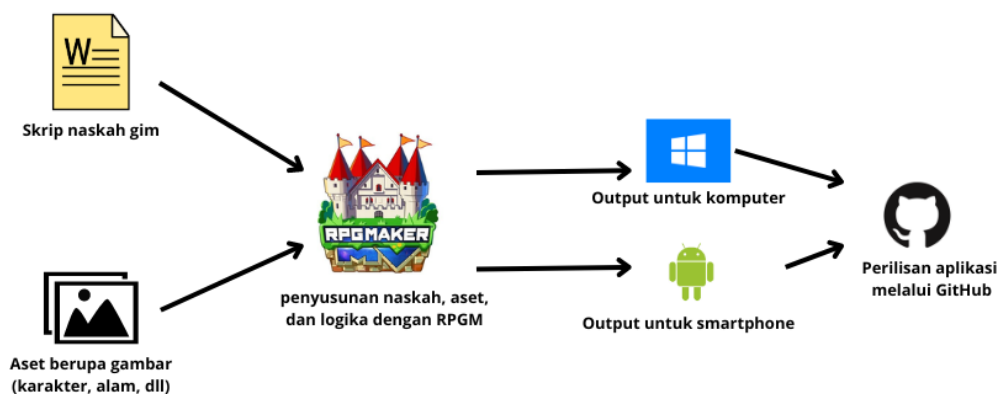 W
Skrip naskah gim
Aset berupa gambar
(karakter, alam, dll)
RPGMAKER
MV
penyusunan naskah, aset,
dan logika dengan RPGM
Output untuk komputer
Output untuk smartphone
Perilisan aplikasi
melalui GitHub